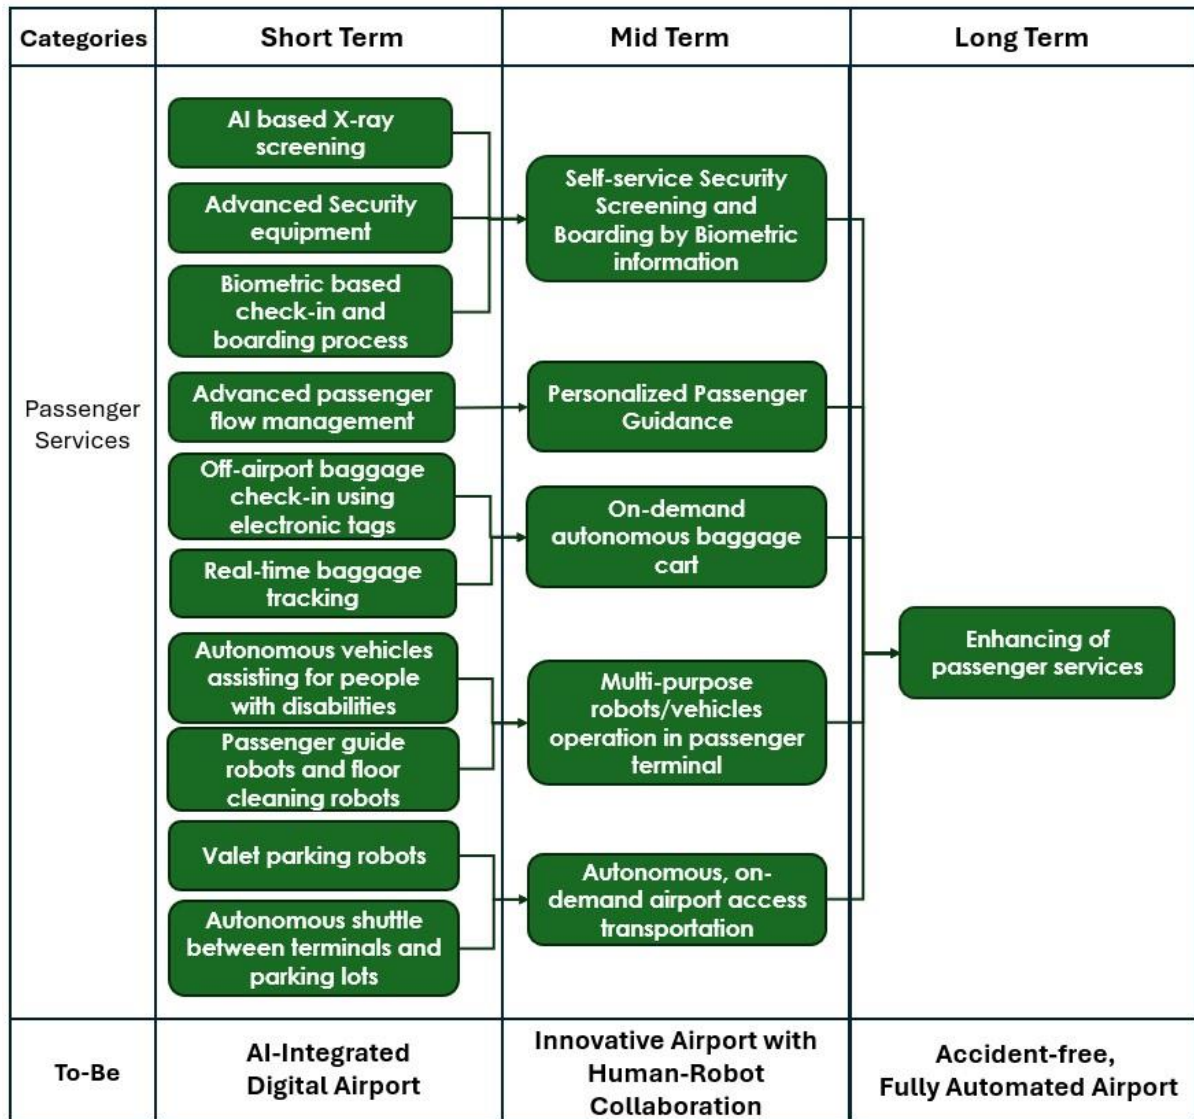 Categories
Short Term
Mid Term
Long Term
Passenger
Services
AI based X-ray
screening
Advanced Security
equipment
Biometric based
check-in and
boarding process
Advanced passenger
flow management
Off-airport baggage
check-in using
electronic tags
Real-time baggage
tracking
Autonomous vehicles
assisting for people
with disabilities
Passenger guide
robots and floor
cleaning robots
Valet parking robots
Autonomous shuttle
between terminals and
parking lots
Self-service Security
Screening and
Boarding by Biometric
information
Personalized Passenger
Guidance
On-demand
autonomous baggage
cart
Multi-purpose
robots/vehicles
operation in passenger
terminal
Autonomous, on-
demand airport access
transportation
Enhancing of
passenger services
To-Be
AI-Integrated
Digital Airport
Innovative Airport with
Human-Robot
Collaboration
Accident-free,
Fully Automated Airport